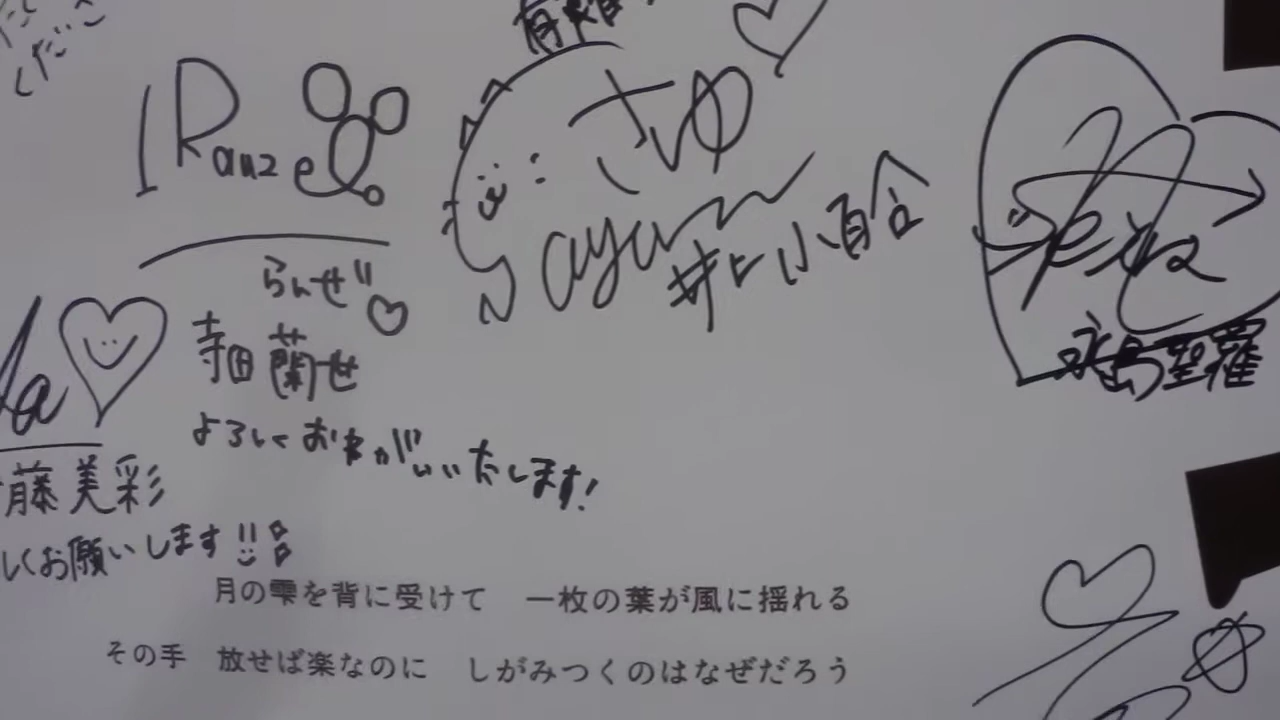 Ranze
さゆ
Sayu
井上小百合
らんぜ
寺田蘭世
よろしくおねがいいたします!
永島聖羅
藤美彩
しくお願いします!!
月の雫を背に受けて 一枚の葉が風に揺れる
その手 放せば楽なのに しがみつくのはなぜだろう